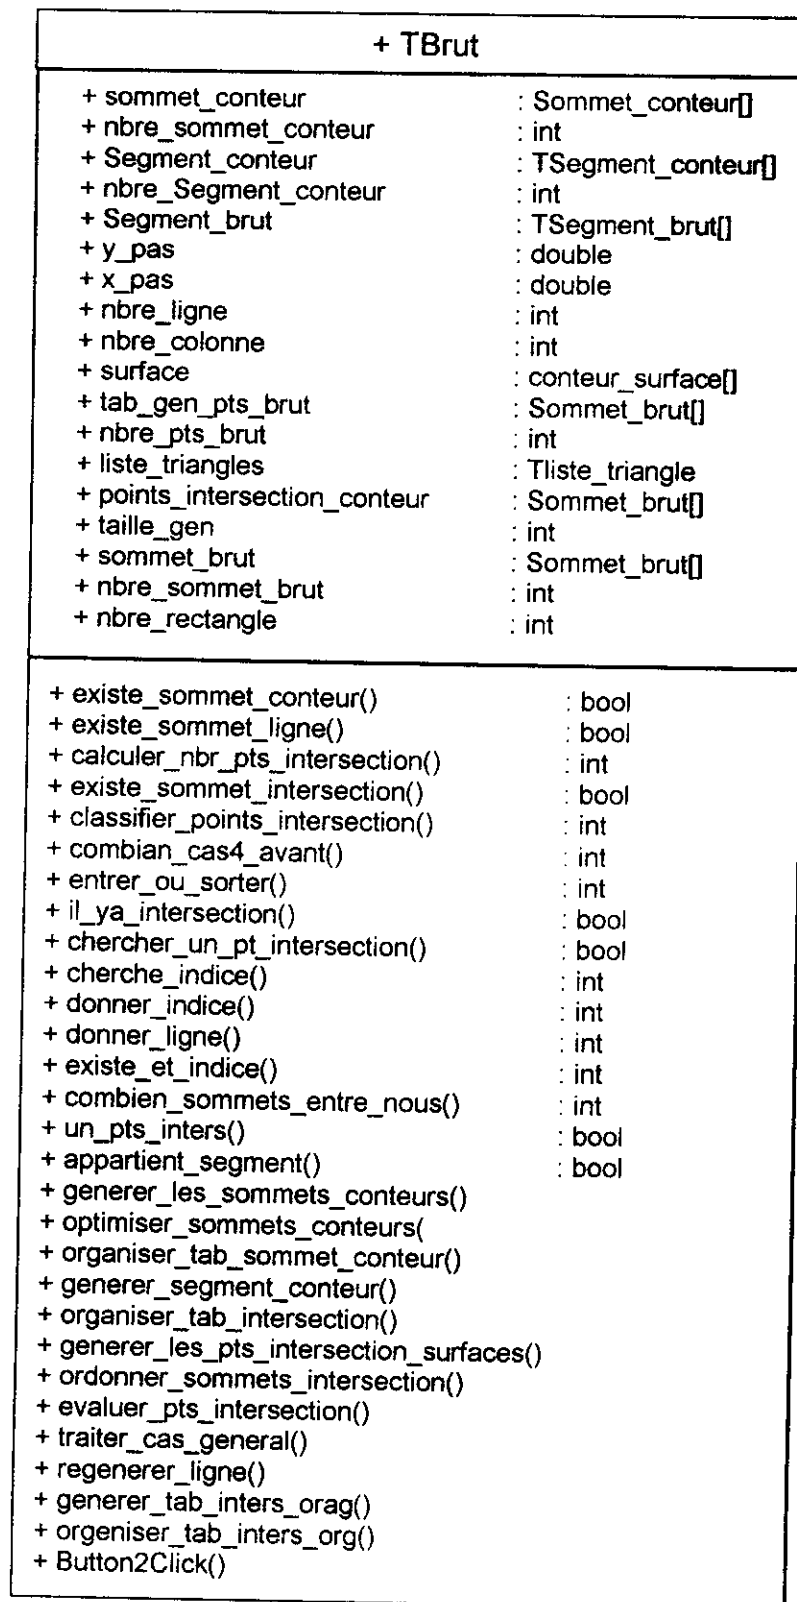 + TBrut
+ sommet_conteur : Sommet_conteur[]
+ nbre_sommet_conteur : int
+ Segment_conteur : TSegment_conteur[]
+ nbre_Segment_conteur : int
+ Segment_brut : TSegment_brut[]
+ y_pas : double
+ x_pas : double
+ nbre_ligne : int
+ nbre_colonne : int
+ surface : conteur_surface[]
+ tab_gen_pts_brut : Sommet_brut[]
+ nbre_pts_brut : int
+ liste_triangles : Tliste_triangle
+ points_intersection_conteur : Sommet_brut[]
+ taille_gen : int
+ sommet_brut : Sommet_brut[]
+ nbre_sommet_brut : int
+ nbre_rectangle : int
+ existe_sommet_conteur() : bool
+ existe_sommet_ligne() : bool
+ calculer_nbr_pts_intersection() : int
+ existe_sommet_intersection() : bool
+ classifier_points_intersection() : int
+ combian_cas4_avant() : int
+ entrer_ou_sorter() : int
+ il_ya_intersection() : bool
+ chercher_un_pt_intersection() : bool
+ cherche_indice() : int
+ donner_indice() : int
+ donner_ligne() : int
+ existe_et_indice() : int
+ combien_sommets_entre_nous() : int
+ un_pts_inters() : bool
+ appartient_segment() : bool
+ generer_les_sommets_conteurs()
+ optimiser_sommets_conteurs(
+ organiser_tab_sommet_conteur()
+ generer_segment_conteur()
+ organiser_tab_intersection()
+ generer_les_pts_intersection_surfaces()
+ ordonner_sommets_intersection()
+ evaluer_pts_intersection()
+ traiter_cas_general()
+ regenerer_ligne()
+ generer_tab_inters_orag()
+ orgeniser_tab_inters_org()
+ Button2Click()